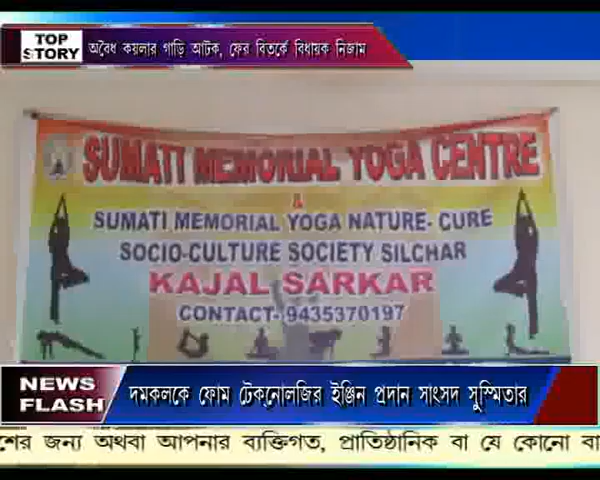 TOP STORY
অবৈধ কয়লার গাড়ি আটক, ফের বিতর্কে বিধায়ক নিজাম
SUMATI MEMORIAL YOGA CENTRE
&
SUMATI MEMORIAL YOGA NATURE- CURE
SOCIO-CULTURE SOCIETY SILCHAR
KAJAL SARKAR
CONTACT- 9435370197
NEWS FLASH
দমকলকে ফোম টেকনোলজির ইঞ্জিন প্রদান সাংসদ সুস্মিতার
শের জন্য অথবা আপনার ব্যক্তিগত, প্রাতিষ্ঠানিক বা যে কোনো বা